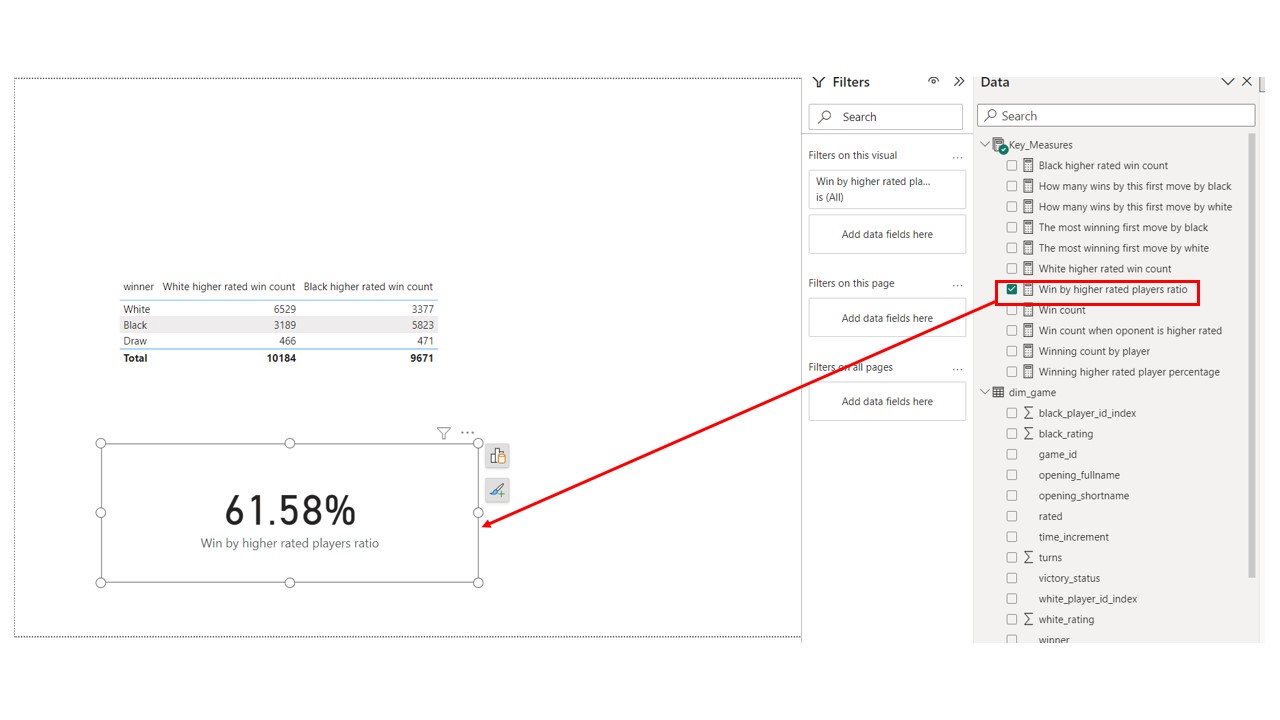 Filters
Search
Filters on this visual
...
Win by higher rated pla...
is (All)
Add data fields here
Filters on this page
...
Add data fields here
Filters on all pages
...
Add data fields here
Data
Search
Key_Measures
Black higher rated win count
How many wins by this first move by black
How many wins by this first move by white
The most winning first move by black
The most winning first move by white
White higher rated win count
Win by higher rated players ratio
Win count
Win count when oponent is higher rated
Winning count by player
Winning higher rated player percentage
dim_game
black_player_id_index
black_rating
game_id
opening_fullname
opening_shortname
rated
time_increment
turns
victory_status
white_player_id_index
white_rating
winner
winner White higher rated win count Black higher rated win count
White 6529 3377
Black 3189 5823
Draw 466 471
Total 10184 9671
61.58%
Win by higher rated players ratio